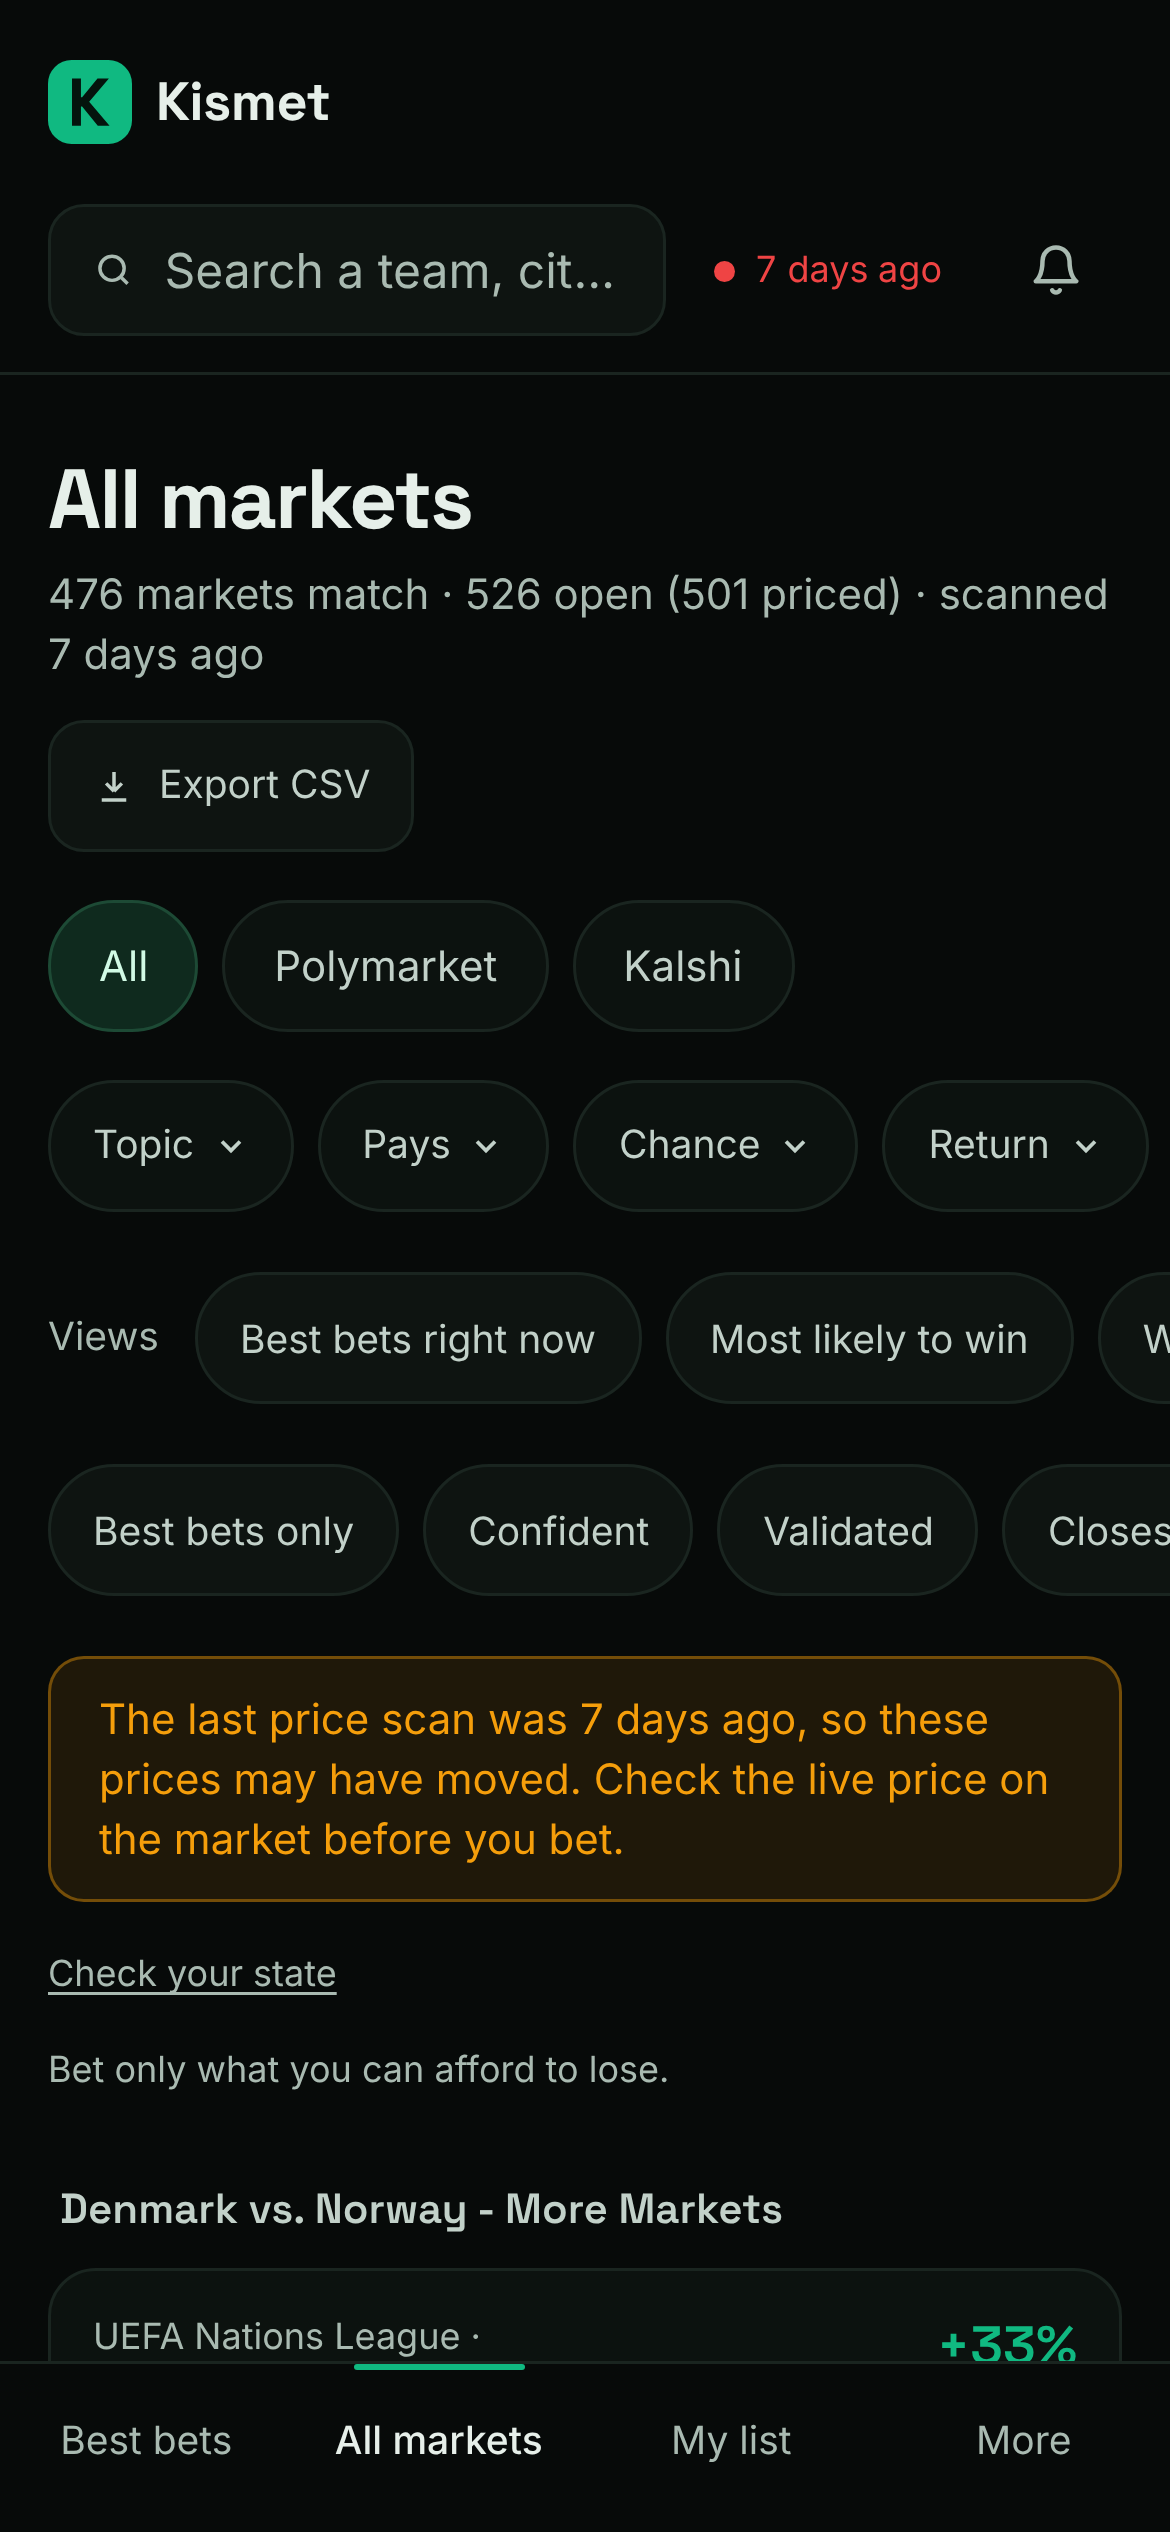 K Kismet
Search a team, cit...
7 days ago
All markets
476 markets match · 526 open (501 priced) · scanned
7 days ago
Export CSV
All Polymarket Kalshi
Topic Pays Chance Return
Views Best bets right now Most likely to win
Best bets only Confident Validated Closes
The last price scan was 7 days ago, so these
prices may have moved. Check the live price on
the market before you bet.
Check your state
Bet only what you can afford to lose.
Denmark vs. Norway - More Markets
UEFA Nations League ·
+33%
Best bets All markets My list More